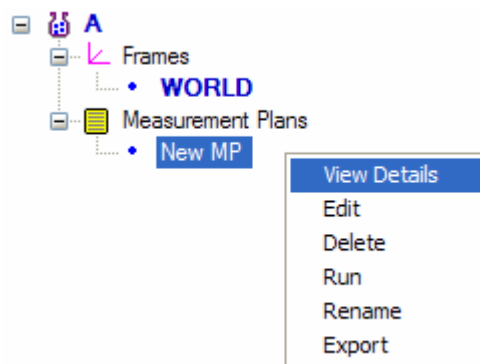 A
Frames
WORLD
Measurement Plans
New MP
View Details
Edit
Delete
Run
Rename
Export